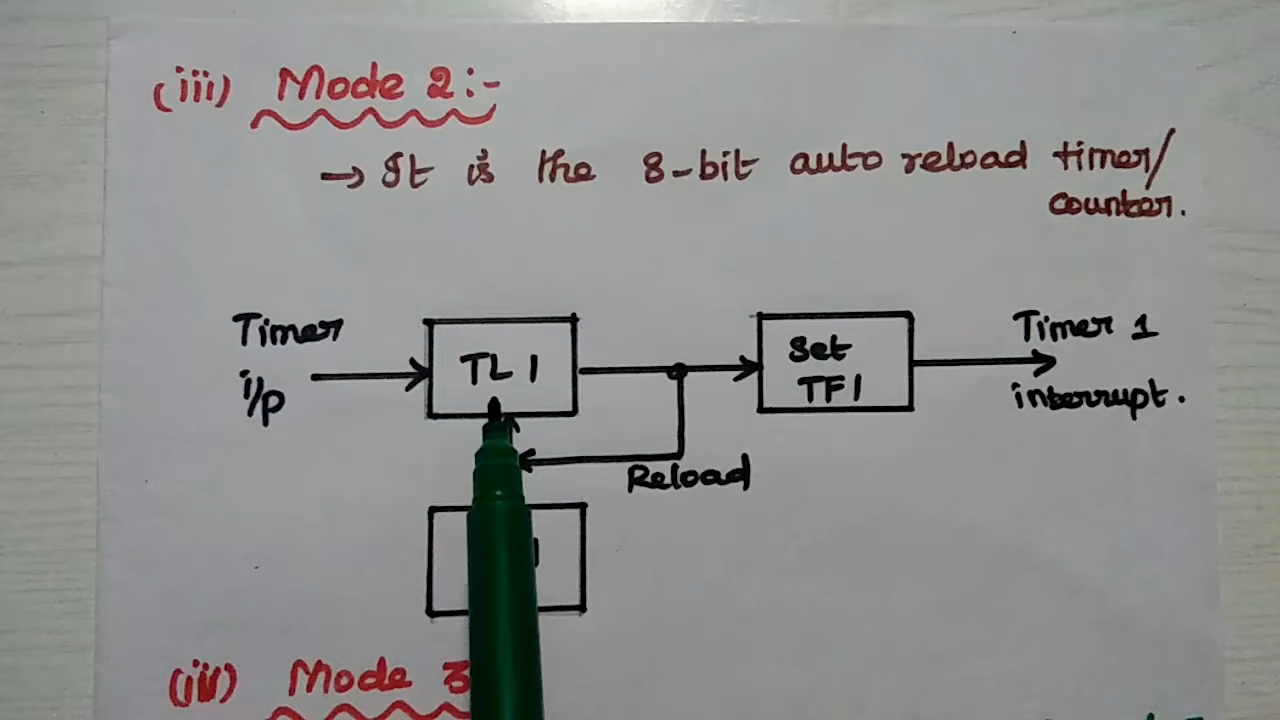 (iii) Mode 2:-
→ It is the 8-bit auto reload timer/
counter.
Timer
i/p
TL 1
Set
TF1
Timer 1
interrupt.
Reload
1
(iv) Mode 3